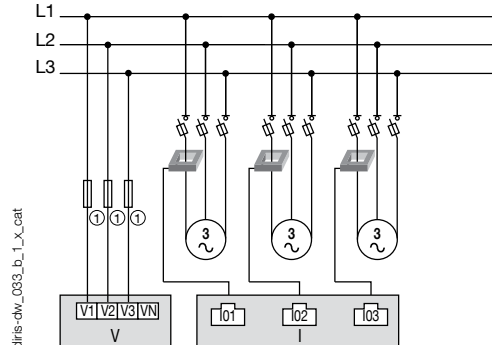 L1
L2
L3
① ① ①
3 3 3
∼ ∼ ∼
diris-dw_033_b_1_x_cat
V1 V2 V3 VN
I01 I02 I03
V I